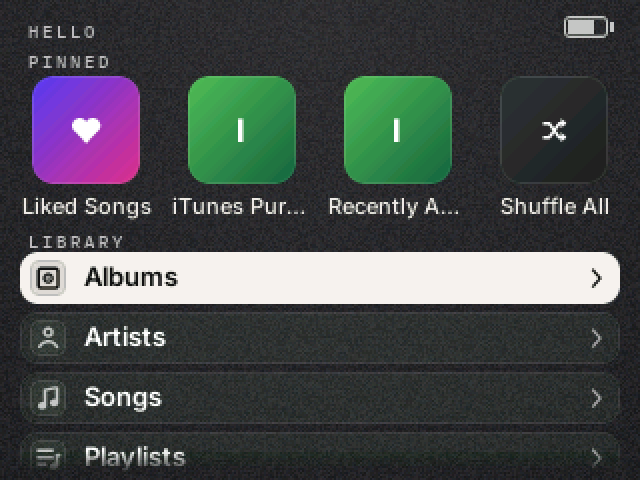 HELLO
PINNED
I
I
Liked Songs
iTunes Pur...
Recently A...
Shuffle All
LIBRARY
Albums
Artists
Songs
Playlists